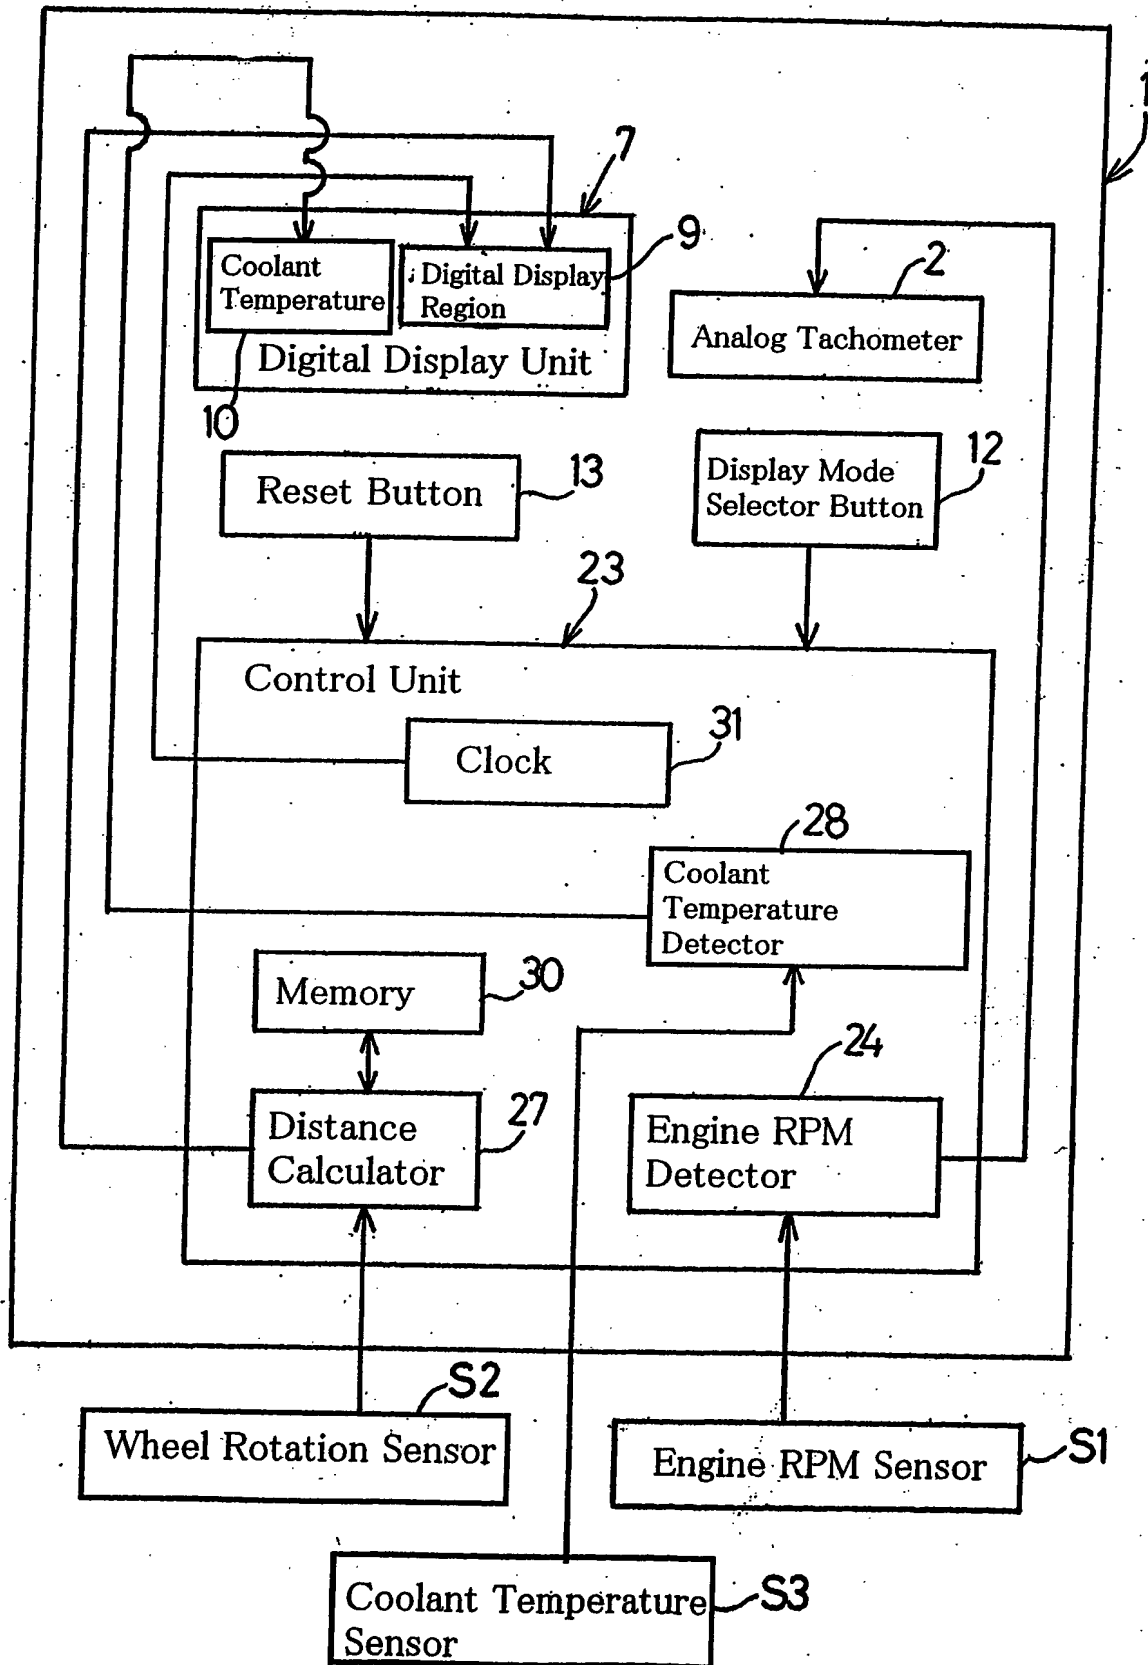 1
7
9
2
Coolant
Temperature
Digital Display
Region
Analog Tachometer
Digital Display Unit
10
13
12
Reset Button
Display Mode
Selector Button
23
Control Unit
31
Clock
28
Coolant
Temperature
Detector
30
Memory
24
27
Distance
Calculator
Engine RPM
Detector
S2
Wheel Rotation Sensor
S1
Engine RPM Sensor
S3
Coolant Temperature
Sensor